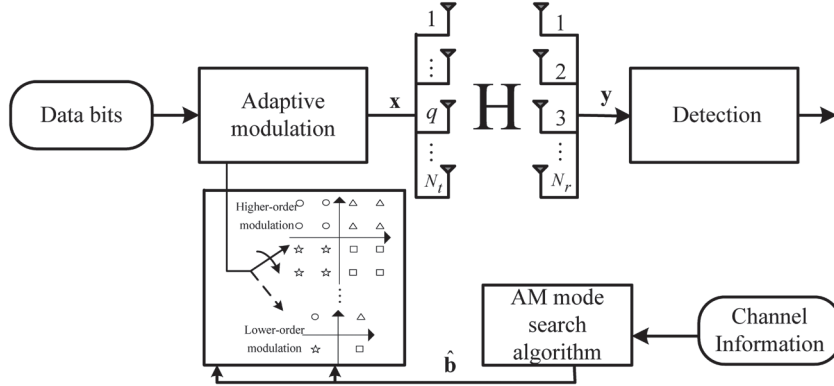 Data bits
Adaptive
modulation
x
1
⋮
q
⋮
N_t
H
1
2
3
⋮
N_r
y
Detection
Higher-order
modulation
⋮
Lower-order
modulation
b̂
AM mode
search
algorithm
Channel
Information